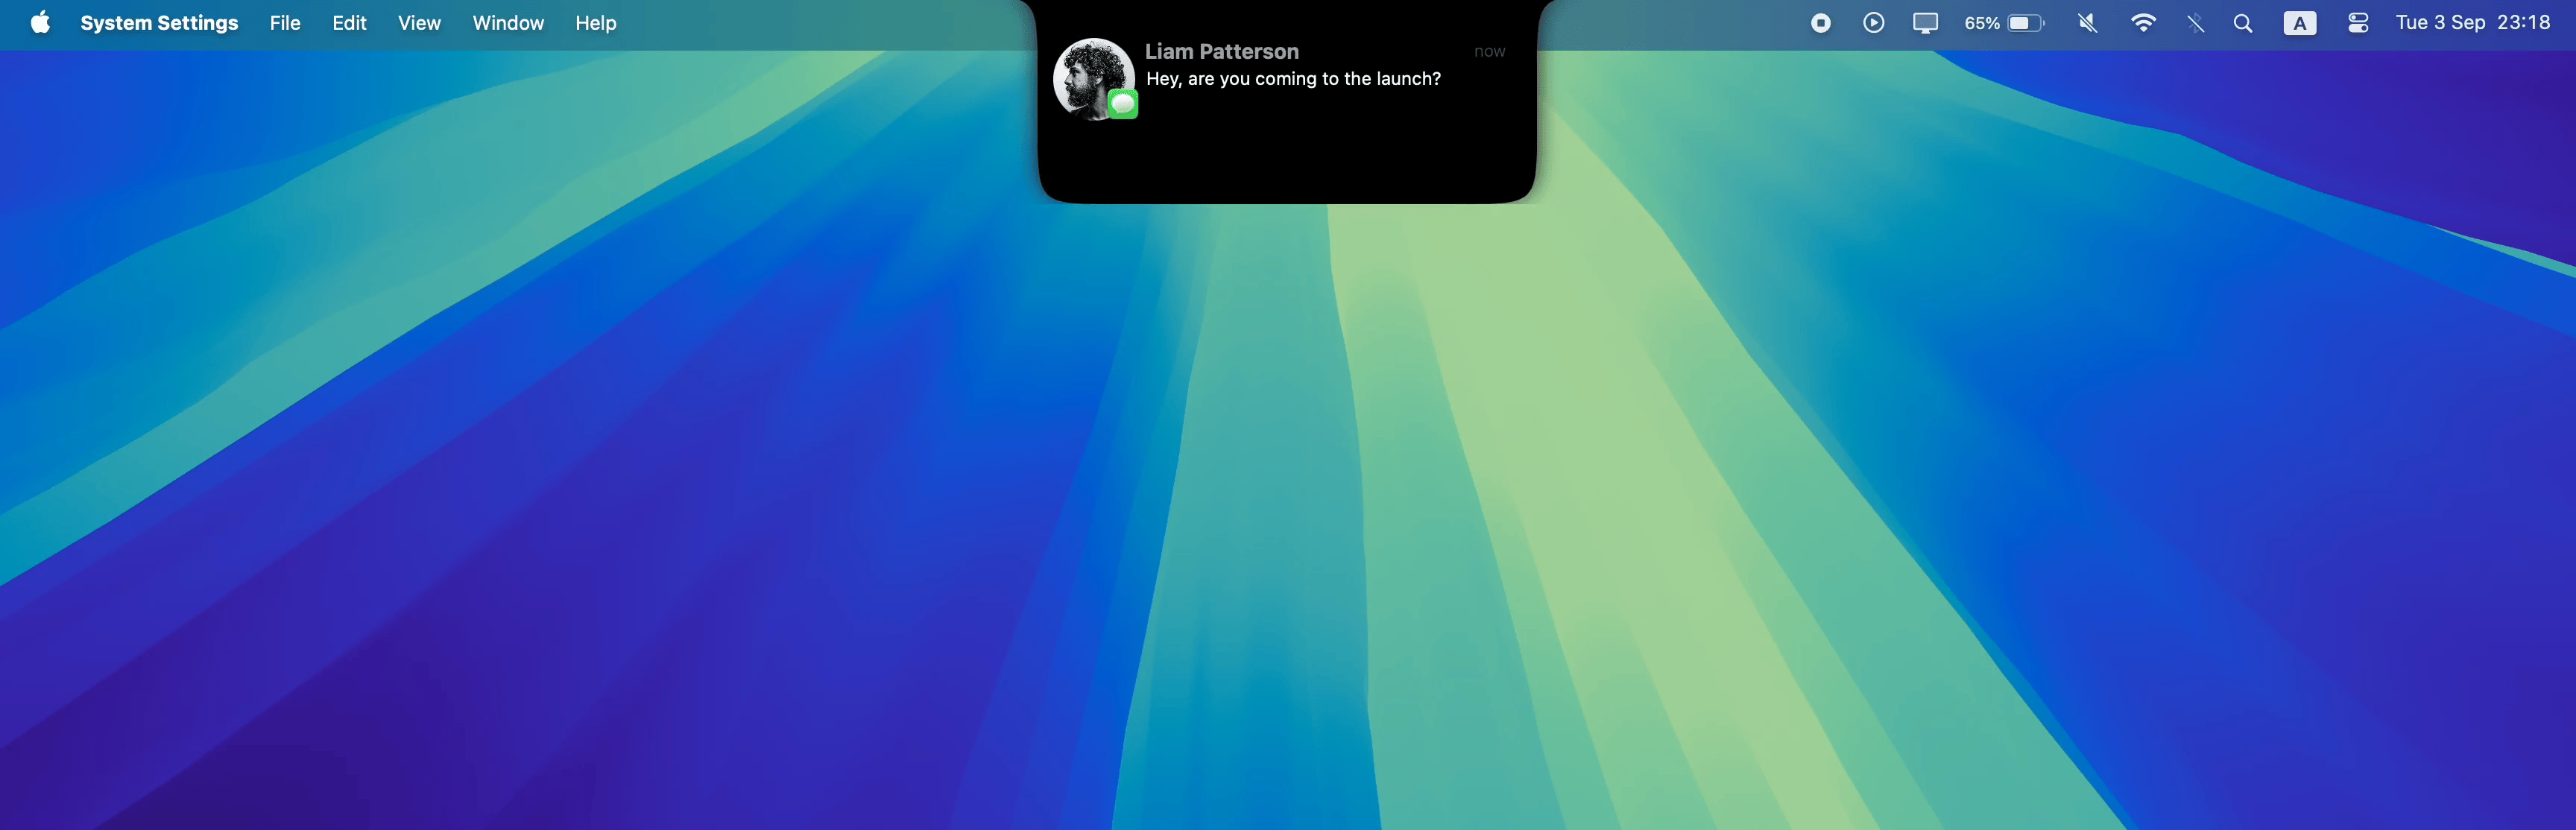 System Settings File Edit View Window Help
65% A Tue 3 Sep 23:18
Liam Patterson now
Hey, are you coming to the launch?